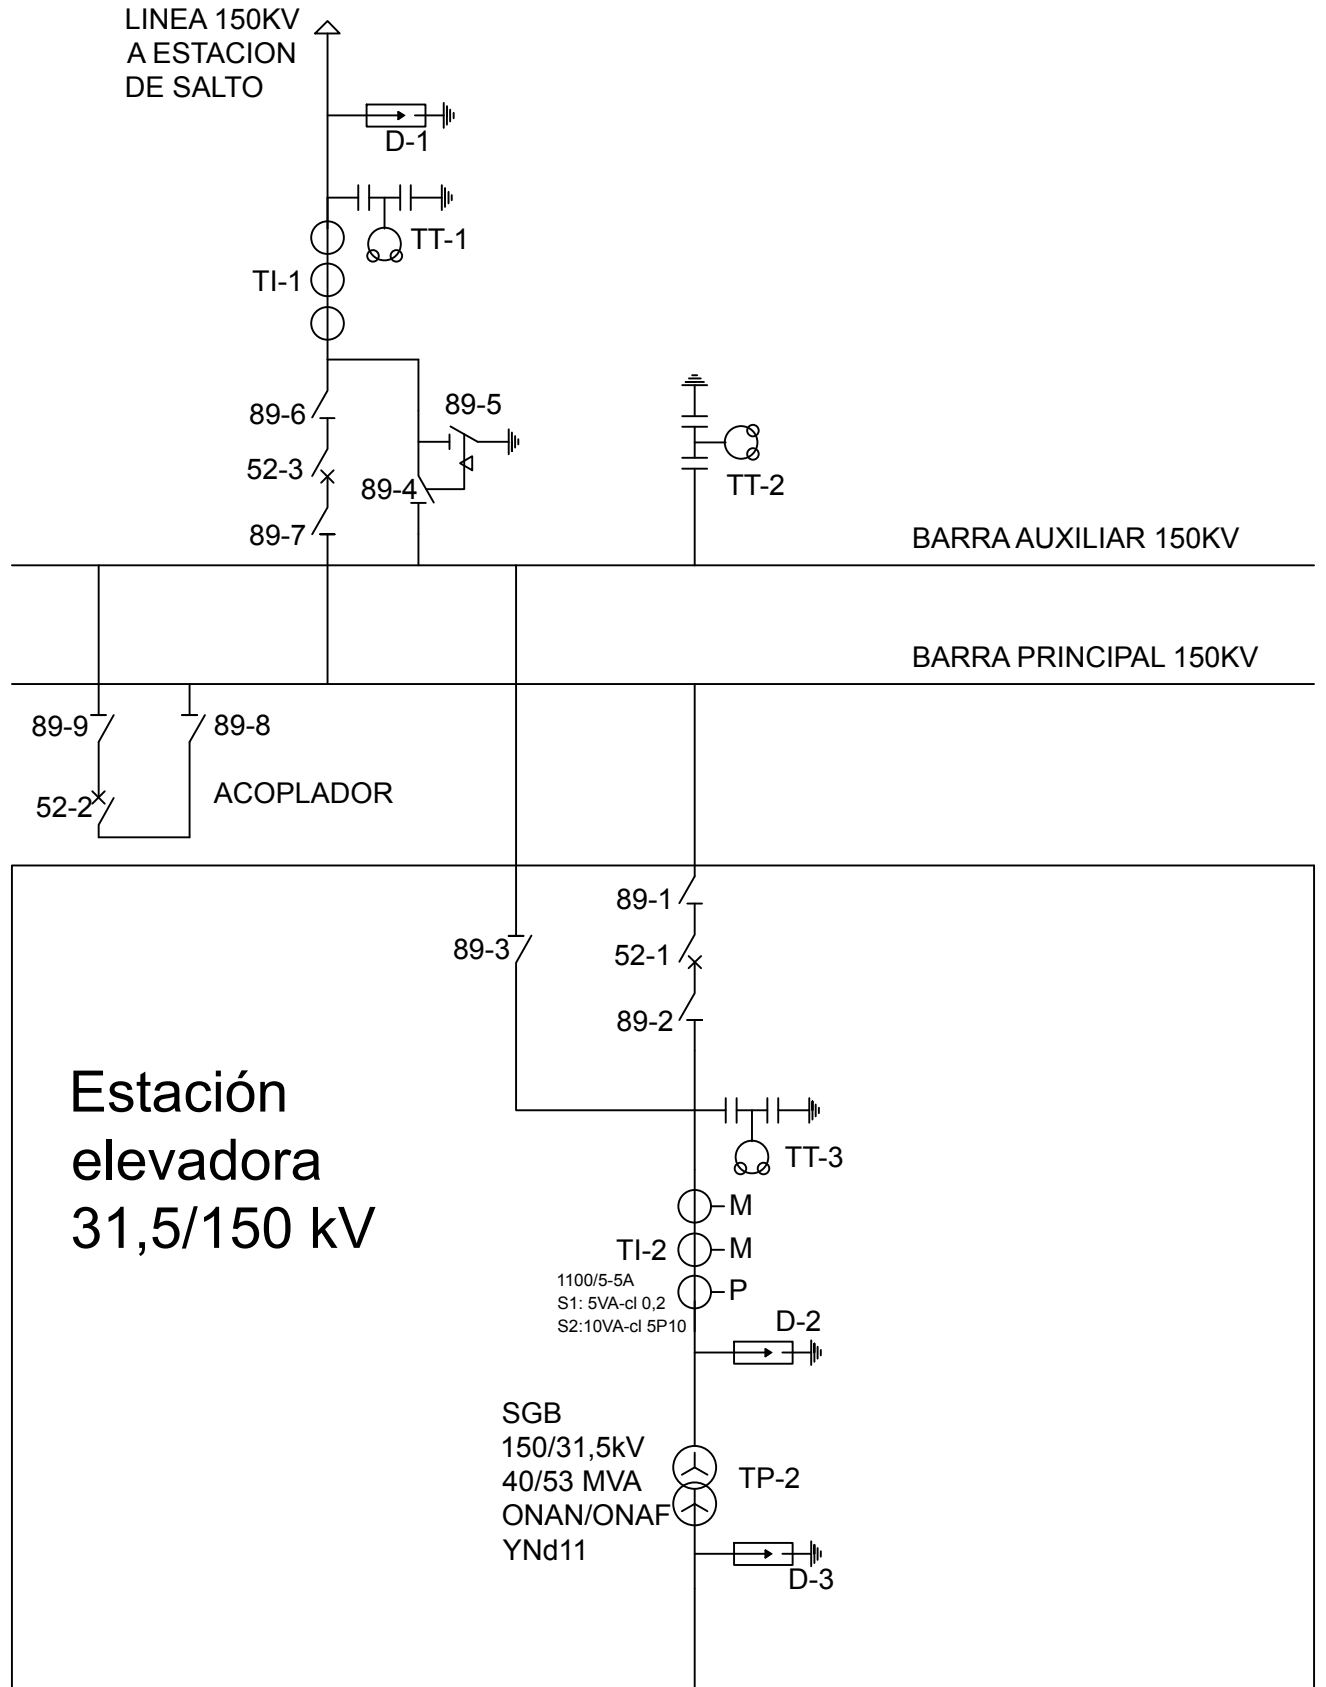 LINEA 150KV
A ESTACION
DE SALTO
D-1
TT-1
TI-1
89-6
89-5
52-3
89-4
TT-2
89-7
BARRA AUXILIAR 150KV
BARRA PRINCIPAL 150KV
89-9
89-8
52-2
ACOPLADOR
89-1
89-3
52-1
89-2
Estación
elevadora
31,5/150 kV
TT-3
M
TI-2
M
1100/5-5A
S1: 5VA-cl 0,2
S2:10VA-cl 5P10
P
D-2
SGB
150/31,5kV
40/53 MVA
ONAN/ONAF
YNd11
TP-2
D-3